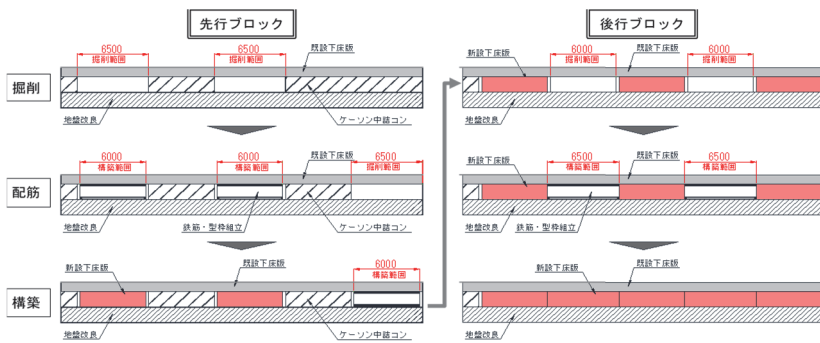 先行ブロック
後行ブロック
掘削
6500
掘削範囲
6500
掘削範囲
既設下床版
地盤改良
ケーソン中詰コン
新設下床版
6000
掘削範囲
既設下床版
6000
掘削範囲
地盤改良
配筋
6000
構築範囲
6000
構築範囲
既設下床版
6500
掘削範囲
地盤改良
鉄筋・型枠組立
ケーソン中詰コン
新設下床版
6500
構築範囲
既設下床版
6500
構築範囲
地盤改良
鉄筋・型枠組立
構築
新設下床版
既設下床版
6000
構築範囲
地盤改良
ケーソン中詰コン
新設下床版
既設下床版
地盤改良